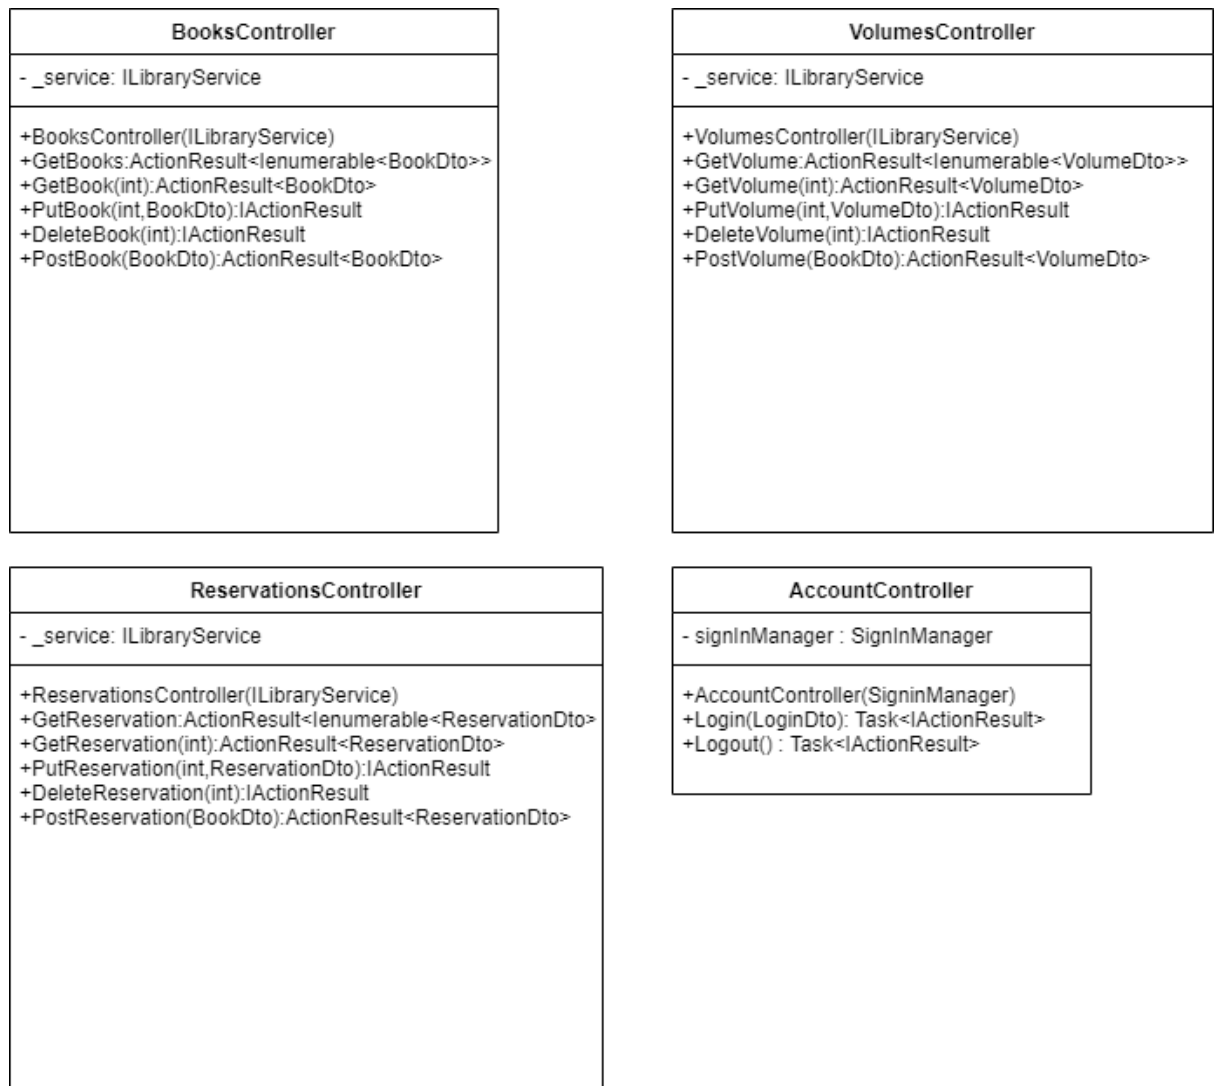 BooksController
- _service: ILibraryService
+BooksController(ILibraryService)
+GetBooks:ActionResult<Ienumerable<BookDto>>
+GetBook(int):ActionResult<BookDto>
+PutBook(int,BookDto):IActionResult
+DeleteBook(int):IActionResult
+PostBook(BookDto):ActionResult<BookDto>
VolumesController
- _service: ILibraryService
+VolumesController(ILibraryService)
+GetVolume:ActionResult<Ienumerable<VolumeDto>>
+GetVolume(int):ActionResult<VolumeDto>
+PutVolume(int,VolumeDto):IActionResult
+DeleteVolume(int):IActionResult
+PostVolume(BookDto):ActionResult<VolumeDto>
ReservationsController
- _service: ILibraryService
+ReservationsController(ILibraryService)
+GetReservation:ActionResult<Ienumerable<ReservationDto>
+GetReservation(int):ActionResult<ReservationDto>
+PutReservation(int,ReservationDto):IActionResult
+DeleteReservation(int):IActionResult
+PostReservation(BookDto):ActionResult<ReservationDto>
AccountController
- signInManager : SignInManager
+AccountController(SigninManager)
+Login(LoginDto): Task<IActionResult>
+Logout() : Task<IActionResult>